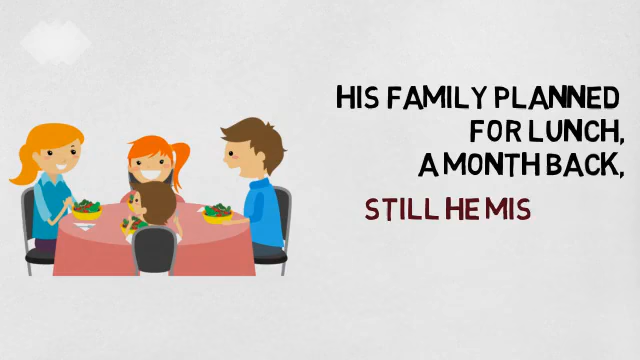 HIS FAMILY PLANNED
FOR LUNCH,
A MONTH BACK,
STILL HE MIS